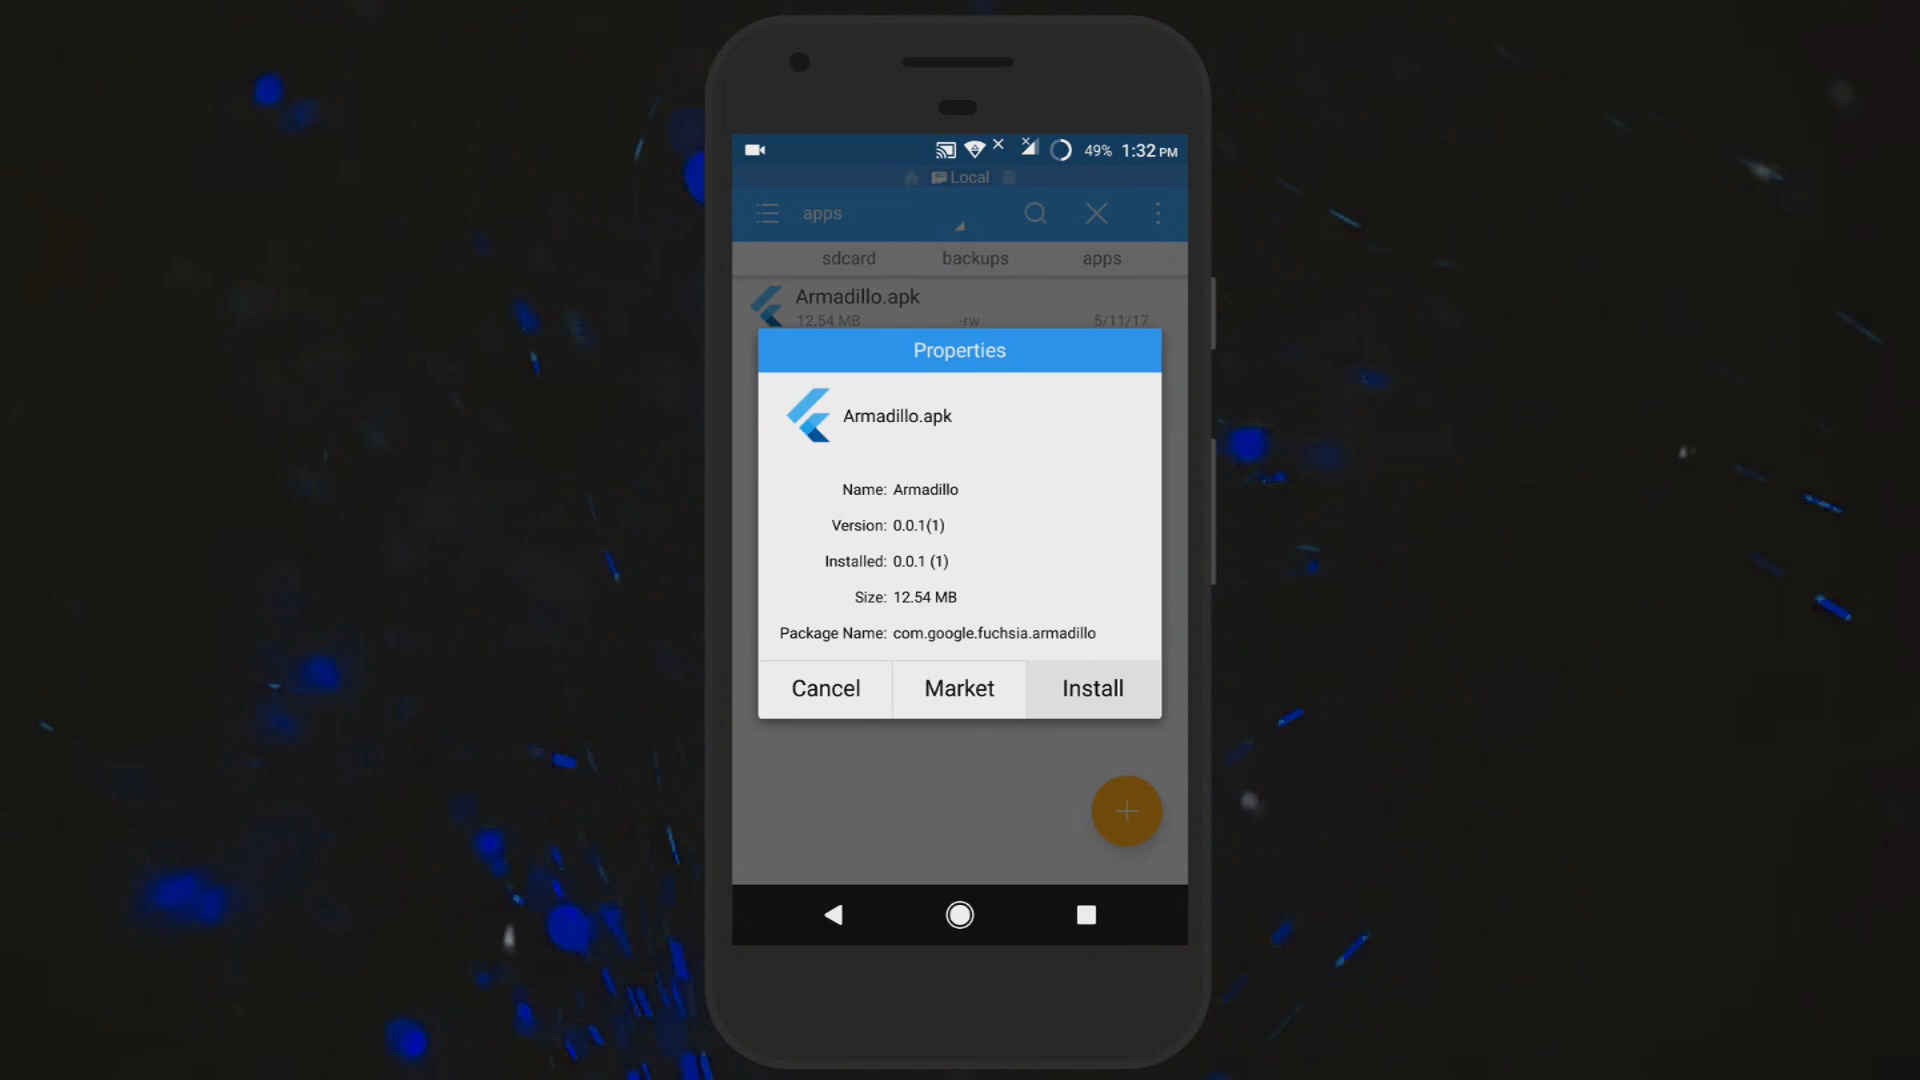 49% 1:32 PM
Local
apps
sdcard backups apps
Armadillo.apk
12.54 MB -rw 5/11/17
Properties
Armadillo.apk
Name: Armadillo
Version: 0.0.1(1)
Installed: 0.0.1 (1)
Size: 12.54 MB
Package Name: com.google.fuchsia.armadillo
Cancel Market Install